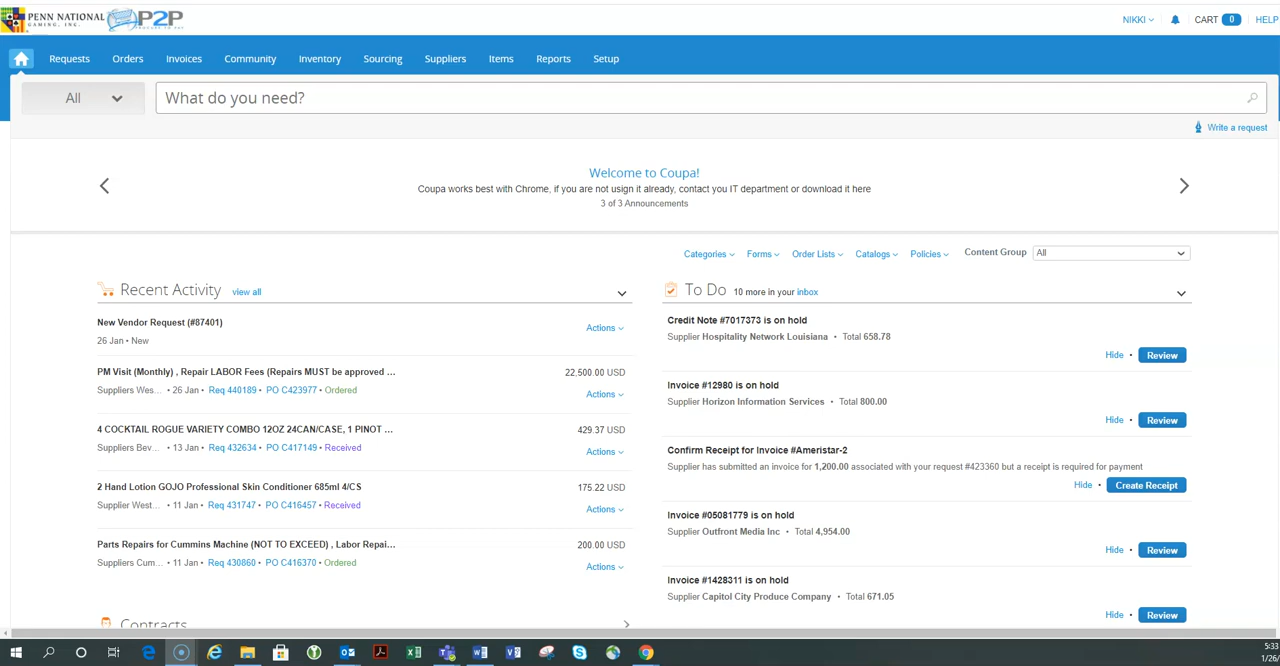 PENN NATIONAL
GAMING, INC.
P2P
NIKKI
CART 0
HELP
Requests
Orders
Invoices
Community
Inventory
Sourcing
Suppliers
Items
Reports
Setup
All
What do you need?
Write a request
Welcome to Coupa!
Coupa works best with Chrome, if you are not usign it already, contact you IT department or download it here
3 of 3 Announcements
Categories
Forms
Order Lists
Catalogs
Policies
Content Group
All
Recent Activity view all
New Vendor Request (#87401)
26 Jan • New
Actions
PM Visit (Monthly) , Repair LABOR Fees (Repairs MUST be approved ...
22,500.00 USD
Suppliers Wes... • 26 Jan • Req 440189 • PO C423977 • Ordered
Actions
4 COCKTAIL ROGUE VARIETY COMBO 12OZ 24CAN/CASE, 1 PINOT ...
429.37 USD
Suppliers Bev... • 13 Jan • Req 432634 • PO C417149 • Received
Actions
2 Hand Lotion GOJO Professional Skin Conditioner 685ml 4/CS
175.22 USD
Supplier West... • 11 Jan • Req 431747 • PO C416457 • Received
Actions
Parts Repairs for Cummins Machine (NOT TO EXCEED) , Labor Repai...
200.00 USD
Suppliers Cum... • 11 Jan • Req 430860 • PO C416370 • Ordered
Actions
Contracts
To Do 10 more in your inbox
Credit Note #7017373 is on hold
Supplier Hospitality Network Louisiana • Total 658.78
Hide • Review
Invoice #12980 is on hold
Supplier Horizon Information Services • Total 800.00
Hide • Review
Confirm Receipt for Invoice #Ameristar-2
Supplier has submitted an invoice for 1,200.00 associated with your request #423360 but a receipt is required for payment
Hide • Create Receipt
Invoice #05081779 is on hold
Supplier Outfront Media Inc • Total 4,954.00
Hide • Review
Invoice #1428311 is on hold
Supplier Capitol City Produce Company • Total 671.05
Hide • Review
5:33
1/26/